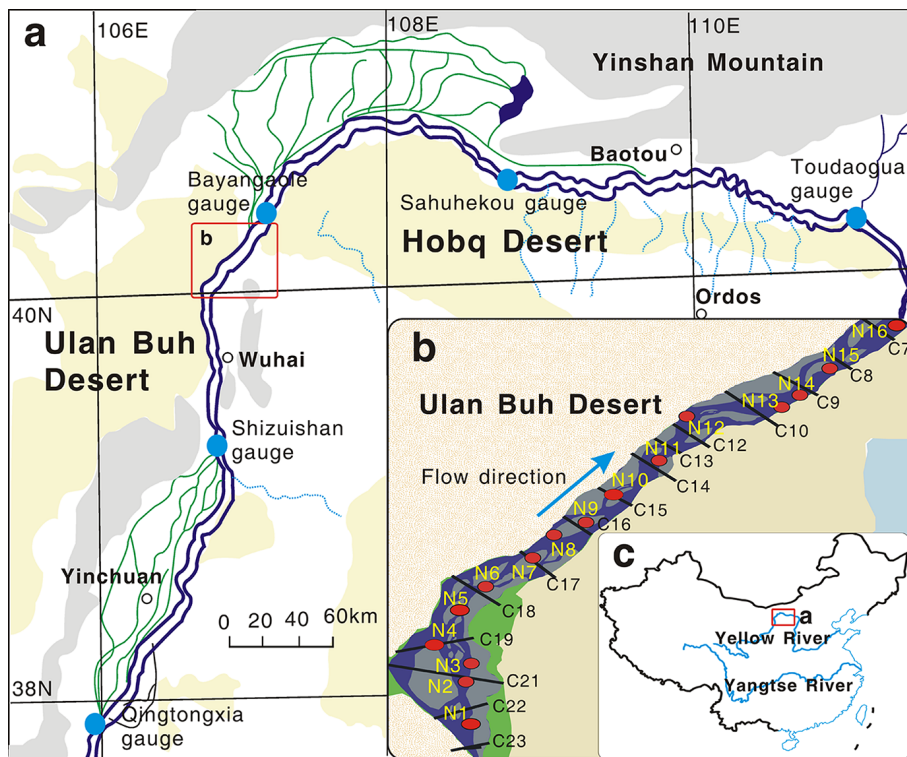 a
106E
108E
110E
Yinshan Mountain
Baotou
Bayangaole
gauge
Sahuhekou gauge
Toudaogua
gauge
b
Hobq Desert
40N
Ordos
Ulan Buh
Desert
Wuhai
Shizuishan
gauge
Yinchuan
0 20 40 60km
38N
Qingtongxia
gauge
b
Ulan Buh Desert
Flow direction
N16
C7
N15
C8
N14
C9
N13
C10
N12
C12
N11
C13
C14
N10
C15
N9
C16
N8
N7
C17
N6
C18
N5
N4
C19
N3
C21
N2
C22
N1
C23
c
a
Yellow River
Yangtse River